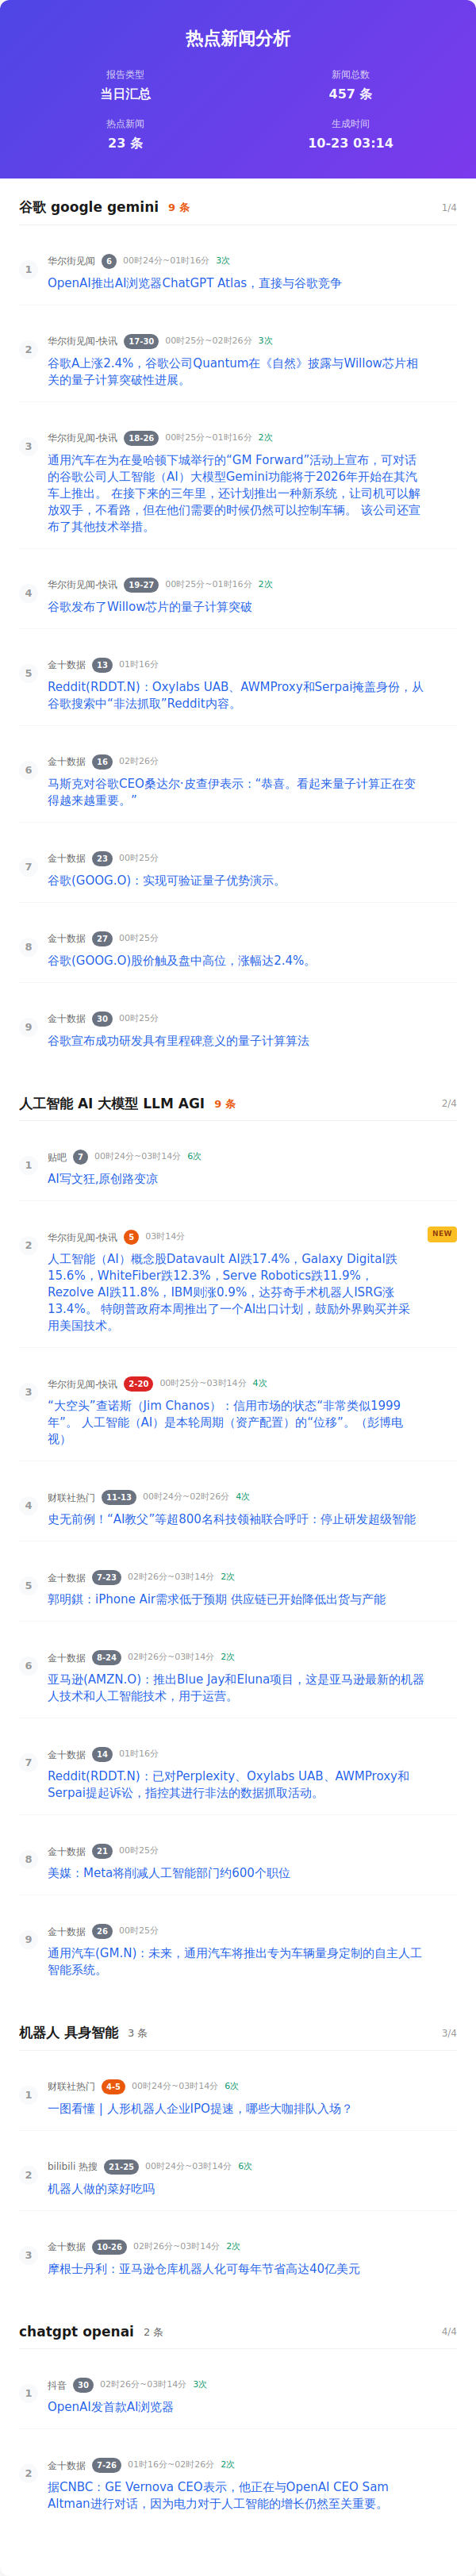 热点新闻分析
报告类型
新闻总数
当日汇总
457 条
热点新闻
生成时间
23 条
10-23 03:14
谷歌 google gemini 9 条 1/4
1
华尔街见闻 6 00时24分~01时16分 3次
OpenAI推出AI浏览器ChatGPT Atlas，直接与谷歌竞争
2
华尔街见闻-快讯 17-30 00时25分~02时26分 3次
谷歌A上涨2.4%，谷歌公司Quantum在《自然》披露与Willow芯片相
关的量子计算突破性进展。
3
华尔街见闻-快讯 18-26 00时25分~01时16分 2次
通用汽车在为在曼哈顿下城举行的“GM Forward”活动上宣布，可对话
的谷歌公司人工智能（AI）大模型Gemini功能将于2026年开始在其汽
车上推出。 在接下来的三年里，还计划推出一种新系统，让司机可以解
放双手，不看路，但在他们需要的时候仍然可以控制车辆。 该公司还宣
布了其他技术举措。
4
华尔街见闻-快讯 19-27 00时25分~01时16分 2次
谷歌发布了Willow芯片的量子计算突破
5
金十数据 13 01时16分
Reddit(RDDT.N)：Oxylabs UAB、AWMProxy和Serpai掩盖身份，从
谷歌搜索中“非法抓取”Reddit内容。
6
金十数据 16 02时26分
马斯克对谷歌CEO桑达尔·皮查伊表示：“恭喜。看起来量子计算正在变
得越来越重要。”
7
金十数据 23 00时25分
谷歌(GOOG.O)：实现可验证量子优势演示。
8
金十数据 27 00时25分
谷歌(GOOG.O)股价触及盘中高位，涨幅达2.4%。
9
金十数据 30 00时25分
谷歌宣布成功研发具有里程碑意义的量子计算算法
人工智能 AI 大模型 LLM AGI 9 条 2/4
1
贴吧 7 00时24分~03时14分 6次
AI写文狂,原创路变凉
2
华尔街见闻-快讯 5 03时14分 NEW
人工智能（AI）概念股Datavault AI跌17.4%，Galaxy Digital跌
15.6%，WhiteFiber跌12.3%，Serve Robotics跌11.9%，
Rezolve AI跌11.8%，IBM则涨0.9%，达芬奇手术机器人ISRG涨
13.4%。 特朗普政府本周推出了一个AI出口计划，鼓励外界购买并采
用美国技术。
3
华尔街见闻-快讯 2-20 00时25分~03时14分 4次
“大空头”查诺斯（Jim Chanos）：信用市场的状态“非常类似1999
年”。 人工智能（AI）是本轮周期（资产配置）的“位移”。（彭博电
视）
4
财联社热门 11-13 00时24分~02时26分 4次
史无前例！“AI教父”等超800名科技领袖联合呼吁：停止研发超级智能
5
金十数据 7-23 02时26分~03时14分 2次
郭明錤：iPhone Air需求低于预期 供应链已开始降低出货与产能
6
金十数据 8-24 02时26分~03时14分 2次
亚马逊(AMZN.O)：推出Blue Jay和Eluna项目，这是亚马逊最新的机器
人技术和人工智能技术，用于运营。
7
金十数据 14 01时16分
Reddit(RDDT.N)：已对Perplexity、Oxylabs UAB、AWMProxy和
Serpai提起诉讼，指控其进行非法的数据抓取活动。
8
金十数据 21 00时25分
美媒：Meta将削减人工智能部门约600个职位
9
金十数据 26 00时25分
通用汽车(GM.N)：未来，通用汽车将推出专为车辆量身定制的自主人工
智能系统。
机器人 具身智能 3 条 3/4
1
财联社热门 4-5 00时24分~03时14分 6次
一图看懂 | 人形机器人企业IPO提速，哪些大咖排队入场？
2
bilibili 热搜 21-25 00时24分~03时14分 6次
机器人做的菜好吃吗
3
金十数据 10-26 02时26分~03时14分 2次
摩根士丹利：亚马逊仓库机器人化可每年节省高达40亿美元
chatgpt openai 2 条 4/4
1
抖音 30 02时26分~03时14分 3次
OpenAI发首款AI浏览器
2
金十数据 7-26 01时16分~02时26分 2次
据CNBC：GE Vernova CEO表示，他正在与OpenAI CEO Sam
Altman进行对话，因为电力对于人工智能的增长仍然至关重要。